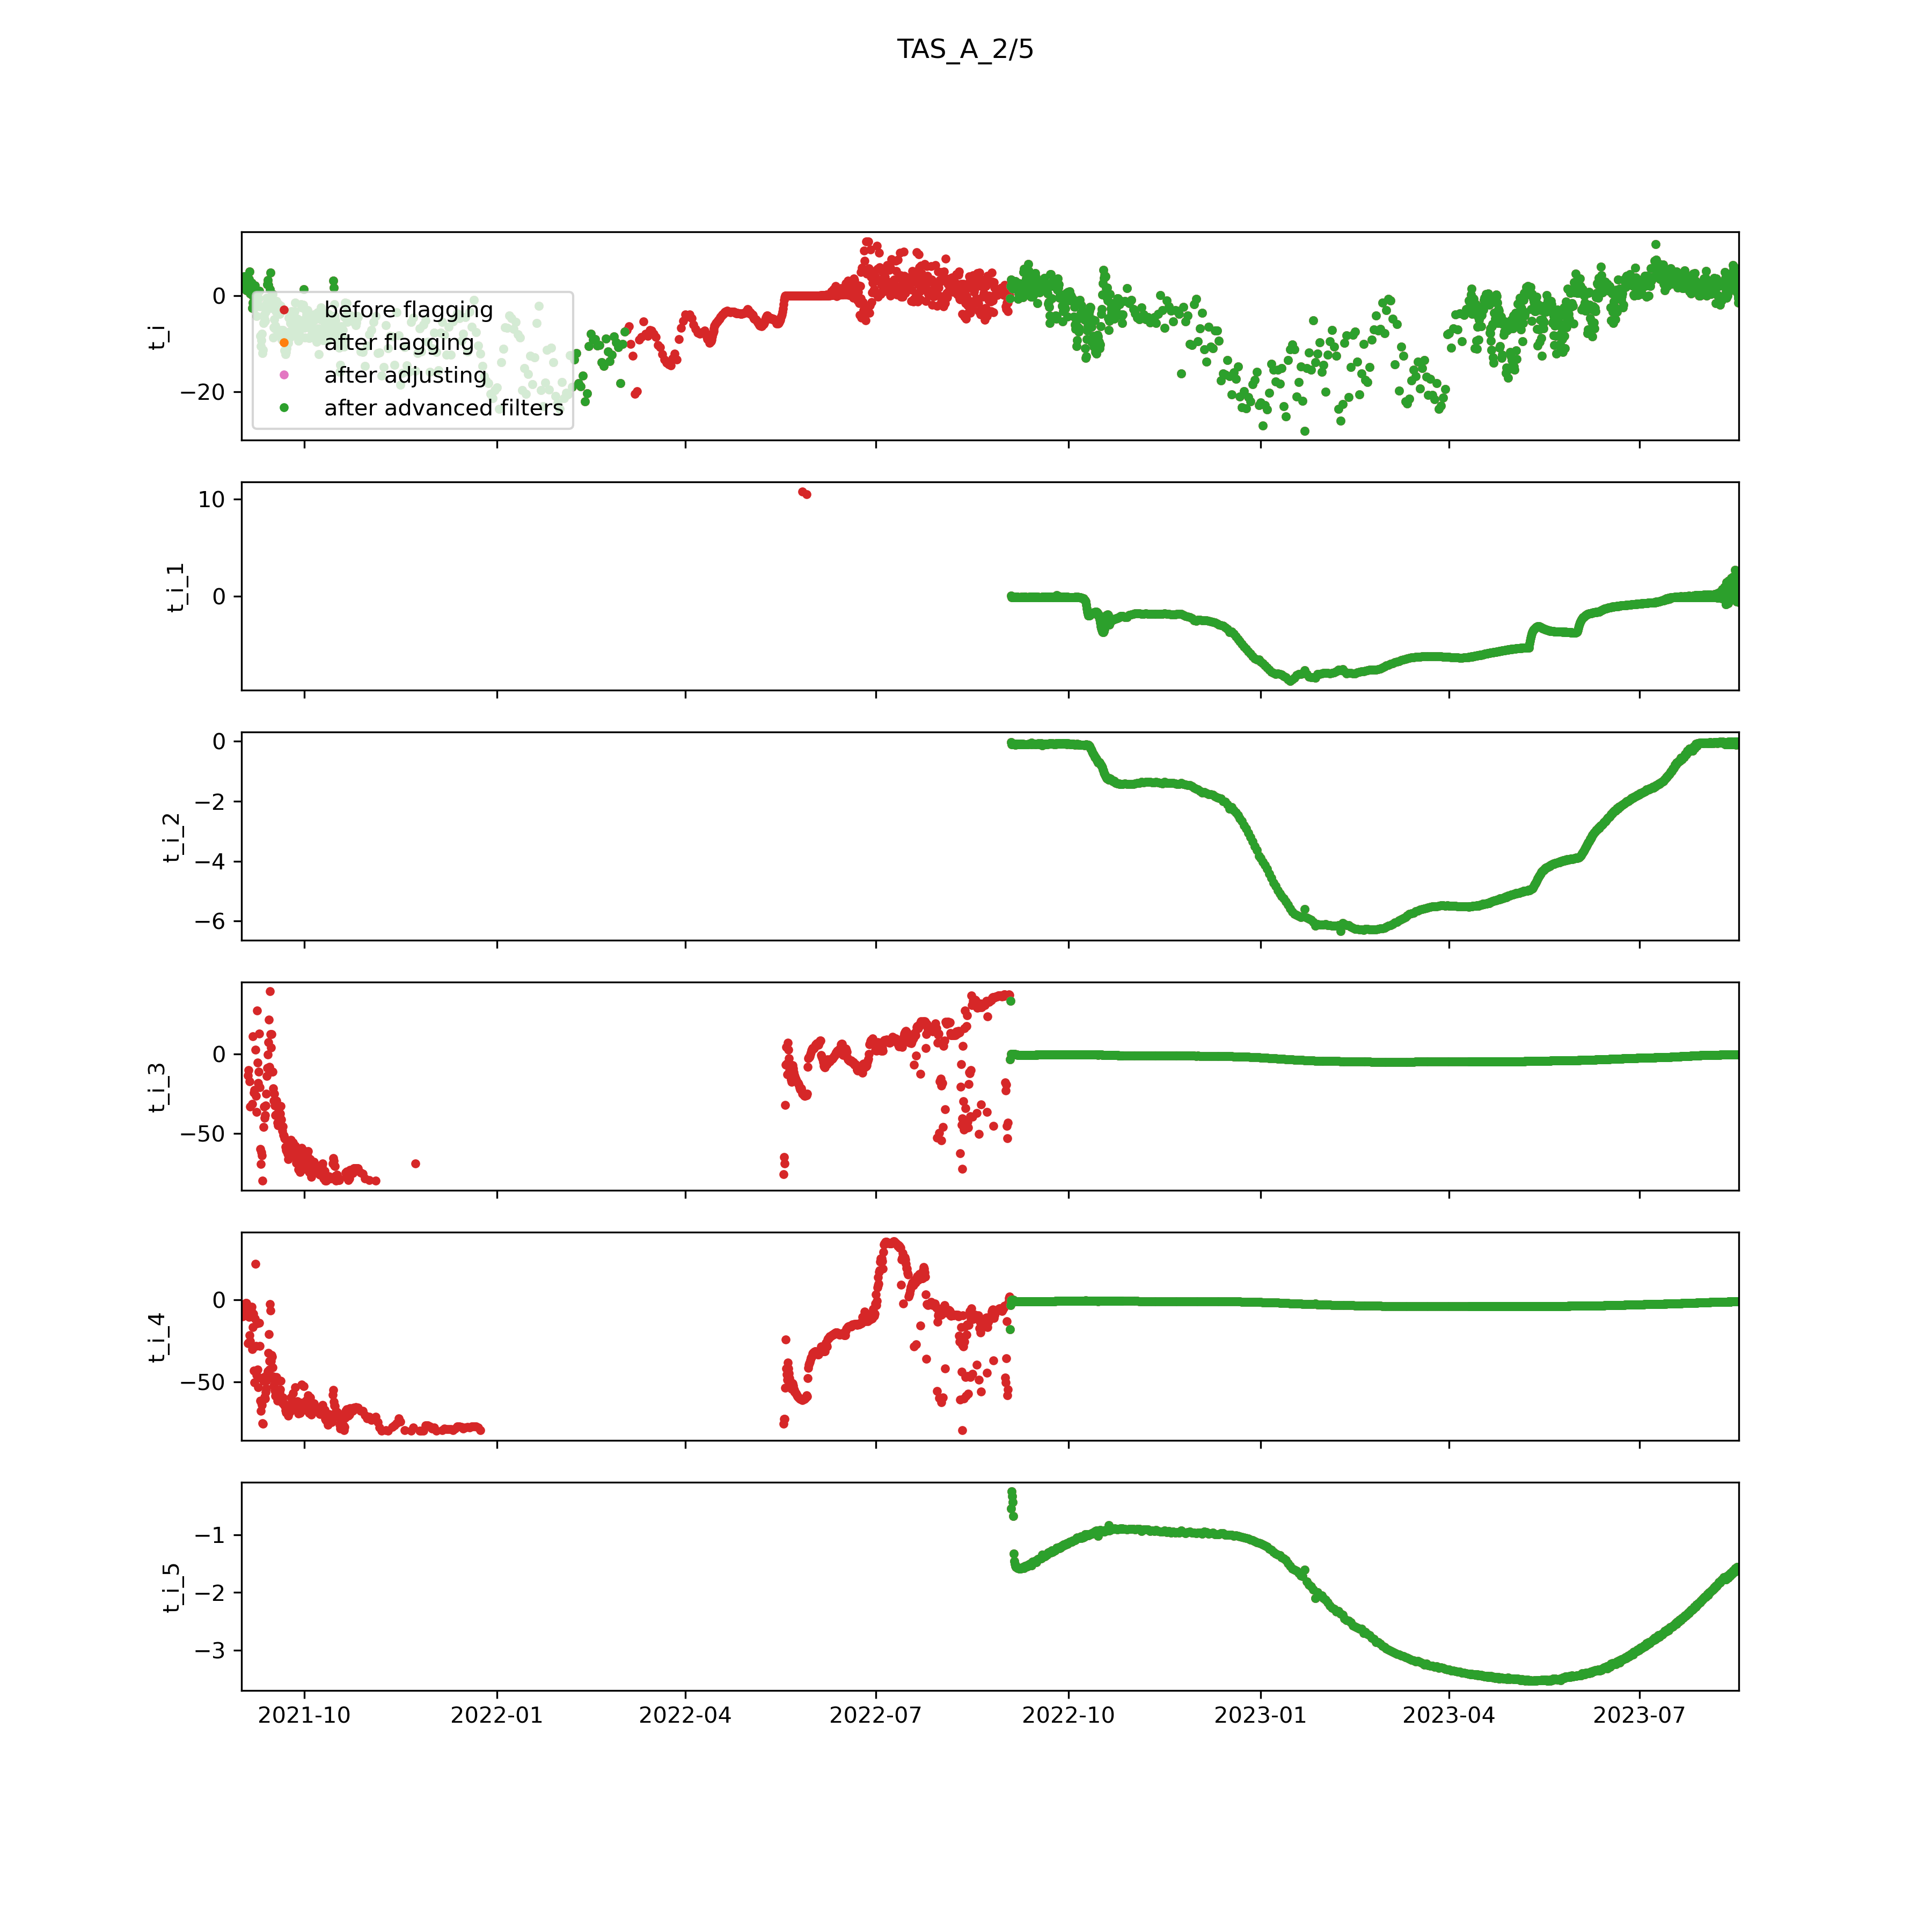 TAS_A_2/5
t_i
0
−20
before flagging
after flagging
after adjusting
after advanced filters
t_i_1
10
0
t_i_2
0
−2
−4
−6
t_i_3
0
−50
t_i_4
0
−50
t_i_5
−1
−2
−3
2021-10 2022-01 2022-04 2022-07 2022-10 2023-01 2023-04 2023-07